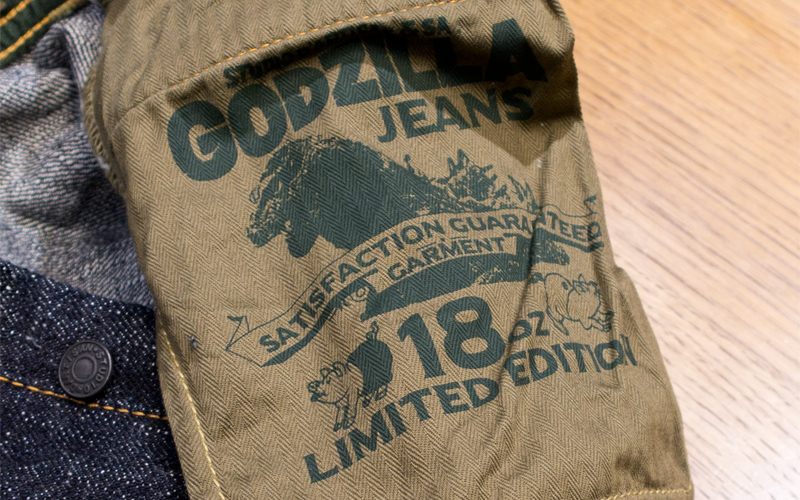 GODZILLA
JEANS
SATISFACTION GUARANTEED
GARMENT
18 OZ
LIMITED EDITION